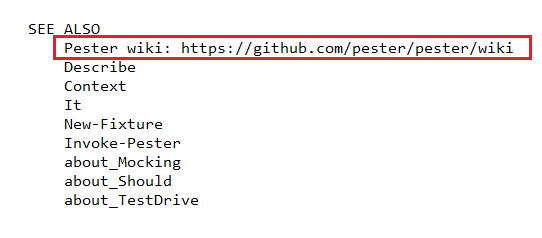 SEE ALSO
Pester wiki: https://github.com/pester/pester/wiki
Describe
Context
It
New-Fixture
Invoke-Pester
about_Mocking
about_Should
about_TestDrive